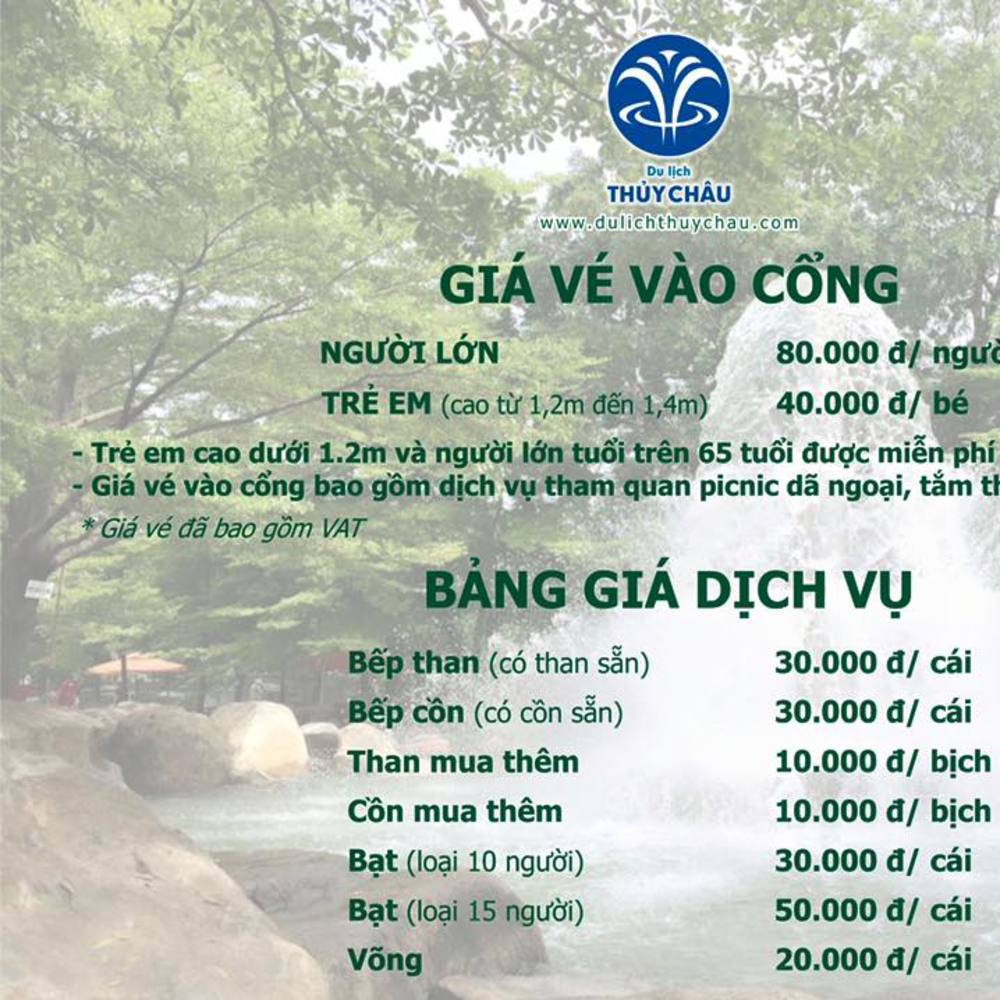 Du lịch
THỦY CHÂU
www.dulichthuychau.com
GIÁ VÉ VÀO CỔNG
NGƯỜI LỚN 80.000 đ/
TRẺ EM (cao từ 1,2m đến 1,4m) 40.000 đ/ bé
- Trẻ em cao dưới 1.2m và người lớn tuổi trên 65 tuổi được miễn phí
- Giá vé vào cổng bao gồm dịch vụ tham quan picnic dã ngoại, tắm
* Giá vé đã bao gồm VAT
BẢNG GIÁ DỊCH VỤ
Bếp than (có than sẵn) 30.000 đ/ cái
Bếp cồn (có cồn sẵn) 30.000 đ/ cái
Than mua thêm 10.000 đ/ bịch
Cồn mua thêm 10.000 đ/ bịch
Bạt (loại 10 người) 30.000 đ/ cái
Bạt (loại 15 người) 50.000 đ/ cái
Võng 20.000 đ/ cái